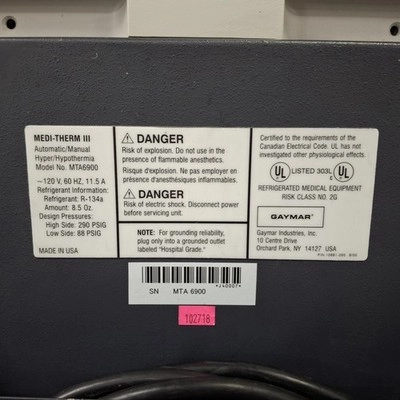 MEDI-THERM III
Automatic/Manual
Hyper/Hypothermia
Model No. MTA6900
~120 V, 60 HZ, 11.5 A
Refrigerant Information:
Refrigerant: R-134a
Amount: 8.5 Oz.
Design Pressures:
High Side: 290 PSIG
Low Side: 88 PSIG
MADE IN USA
DANGER
Risk of explosion. Do not use in the
presence of flammable anesthetics.
Risque d'explosion. Ne pas employer en
présence d'anesthésiques inflammables.
DANGER
Risk of electric shock. Disconnect power
before servicing unit.
NOTE: For grounding reliability,
plug only into a grounded outlet
labeled "Hospital Grade."
Certified to the requirements of the
Canadian Electrical Code. UL has not
investigated other physiological effects.
UL LISTED 303L UL
REFRIGERATED MEDICAL EQUIPMENT
RISK CLASS NO. 2G
GAYMAR
Gaymar Industries, Inc.
10 Centre Drive
Orchard Park, NY 14127 USA
SN MTA 6900
102718